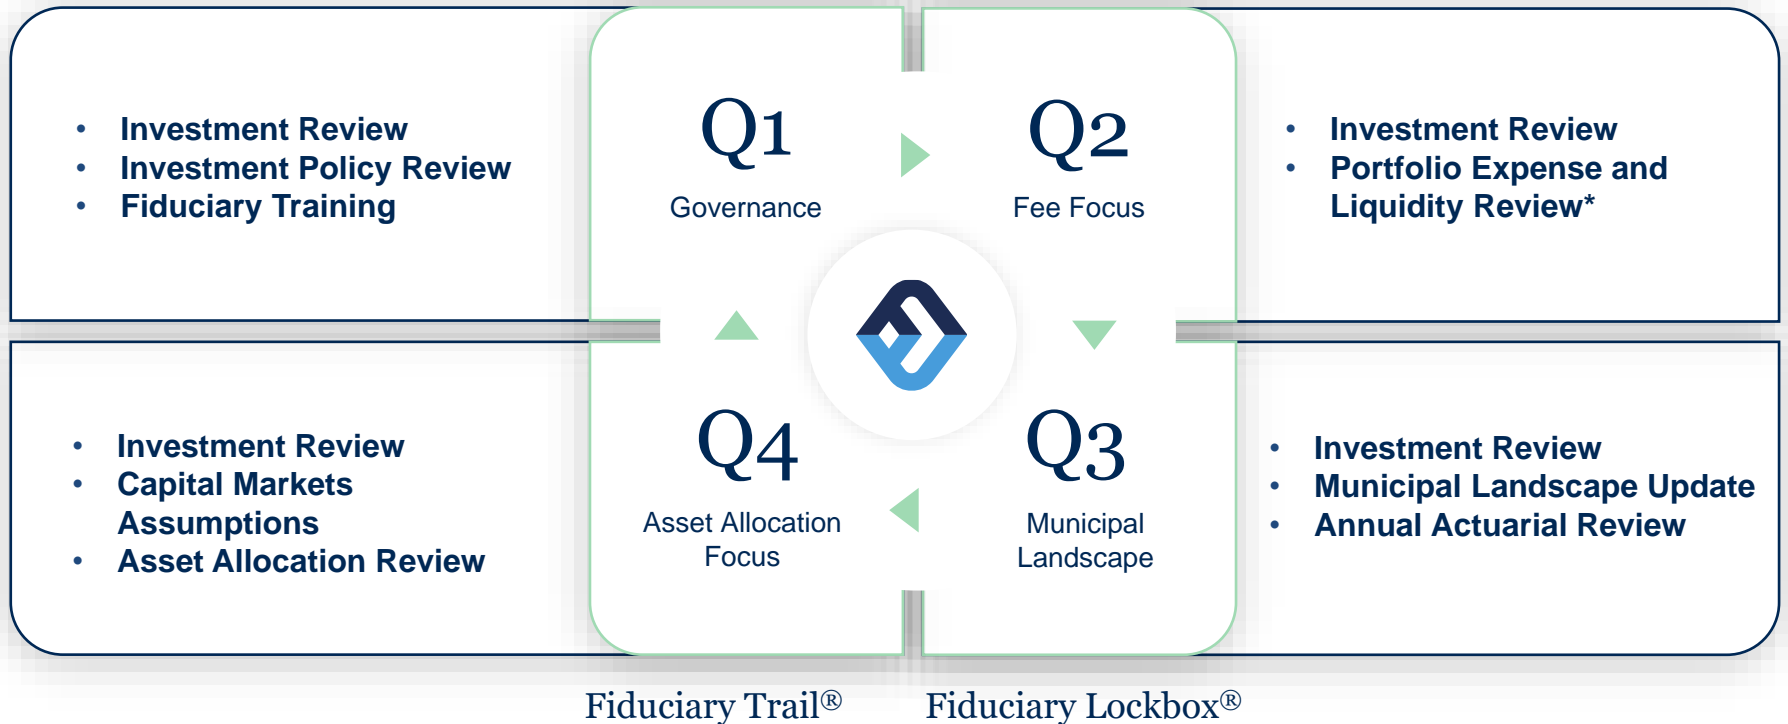 • Investment Review
• Investment Policy Review
• Fiduciary Training
Q1
Governance
Q2
Fee Focus
• Investment Review
• Portfolio Expense and
Liquidity Review*
• Investment Review
• Capital Markets
Assumptions
• Asset Allocation Review
Q4
Asset Allocation
Focus
Q3
Municipal
Landscape
• Investment Review
• Municipal Landscape Update
• Annual Actuarial Review
Fiduciary Trail®
Fiduciary Lockbox®